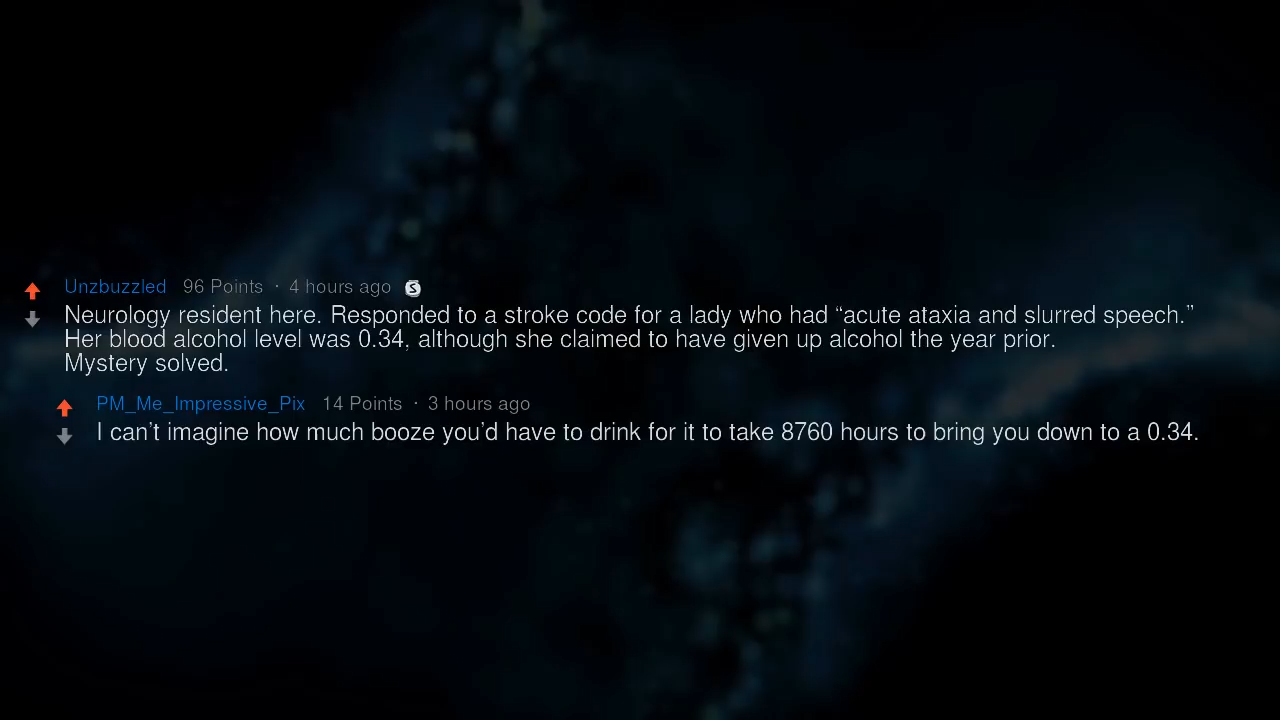 Unzbuzzled 96 Points · 4 hours ago S
Neurology resident here. Responded to a stroke code for a lady who had “acute ataxia and slurred speech.”
Her blood alcohol level was 0.34, although she claimed to have given up alcohol the year prior.
Mystery solved.
PM_Me_Impressive_Pix 14 Points · 3 hours ago
I can’t imagine how much booze you’d have to drink for it to take 8760 hours to bring you down to a 0.34.